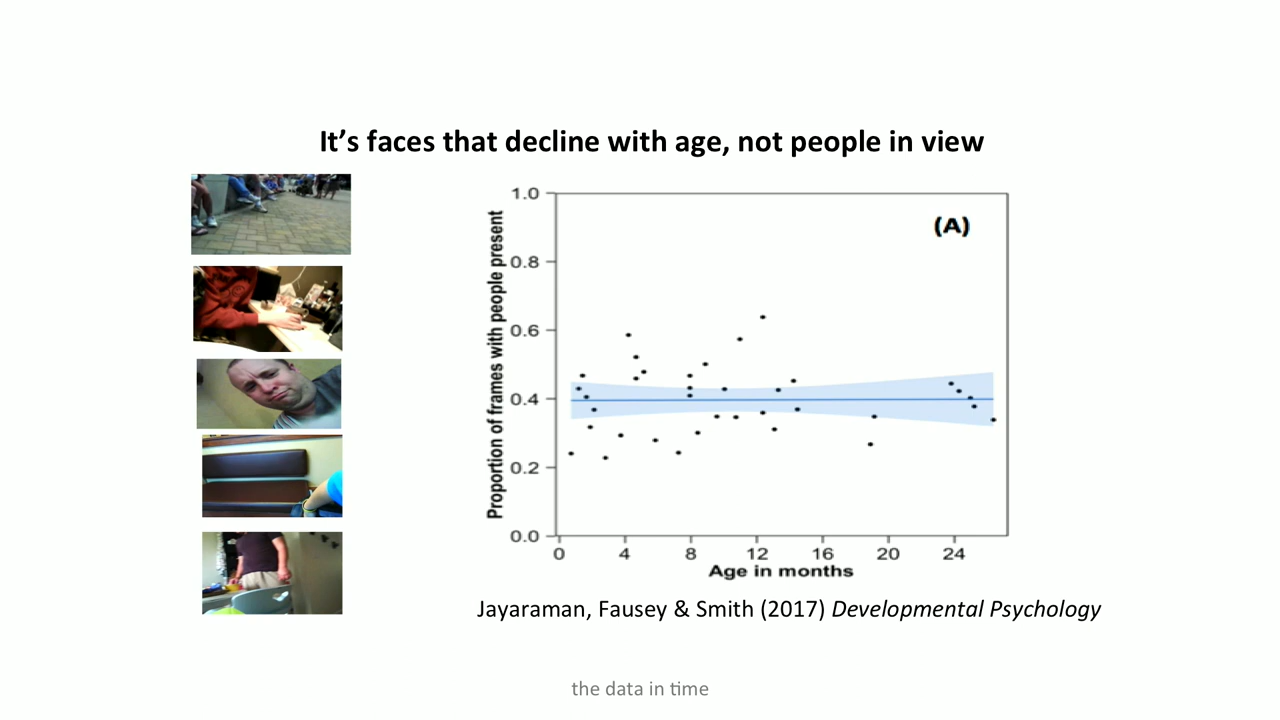 It’s faces that decline with age, not people in view
(A)
Proportion of frames with people present
1.0
0.8
0.6
0.4
0.2
0.0
0 4 8 12 16 20 24
Age in months
Jayaraman, Fausey & Smith (2017) Developmental Psychology
the data in time